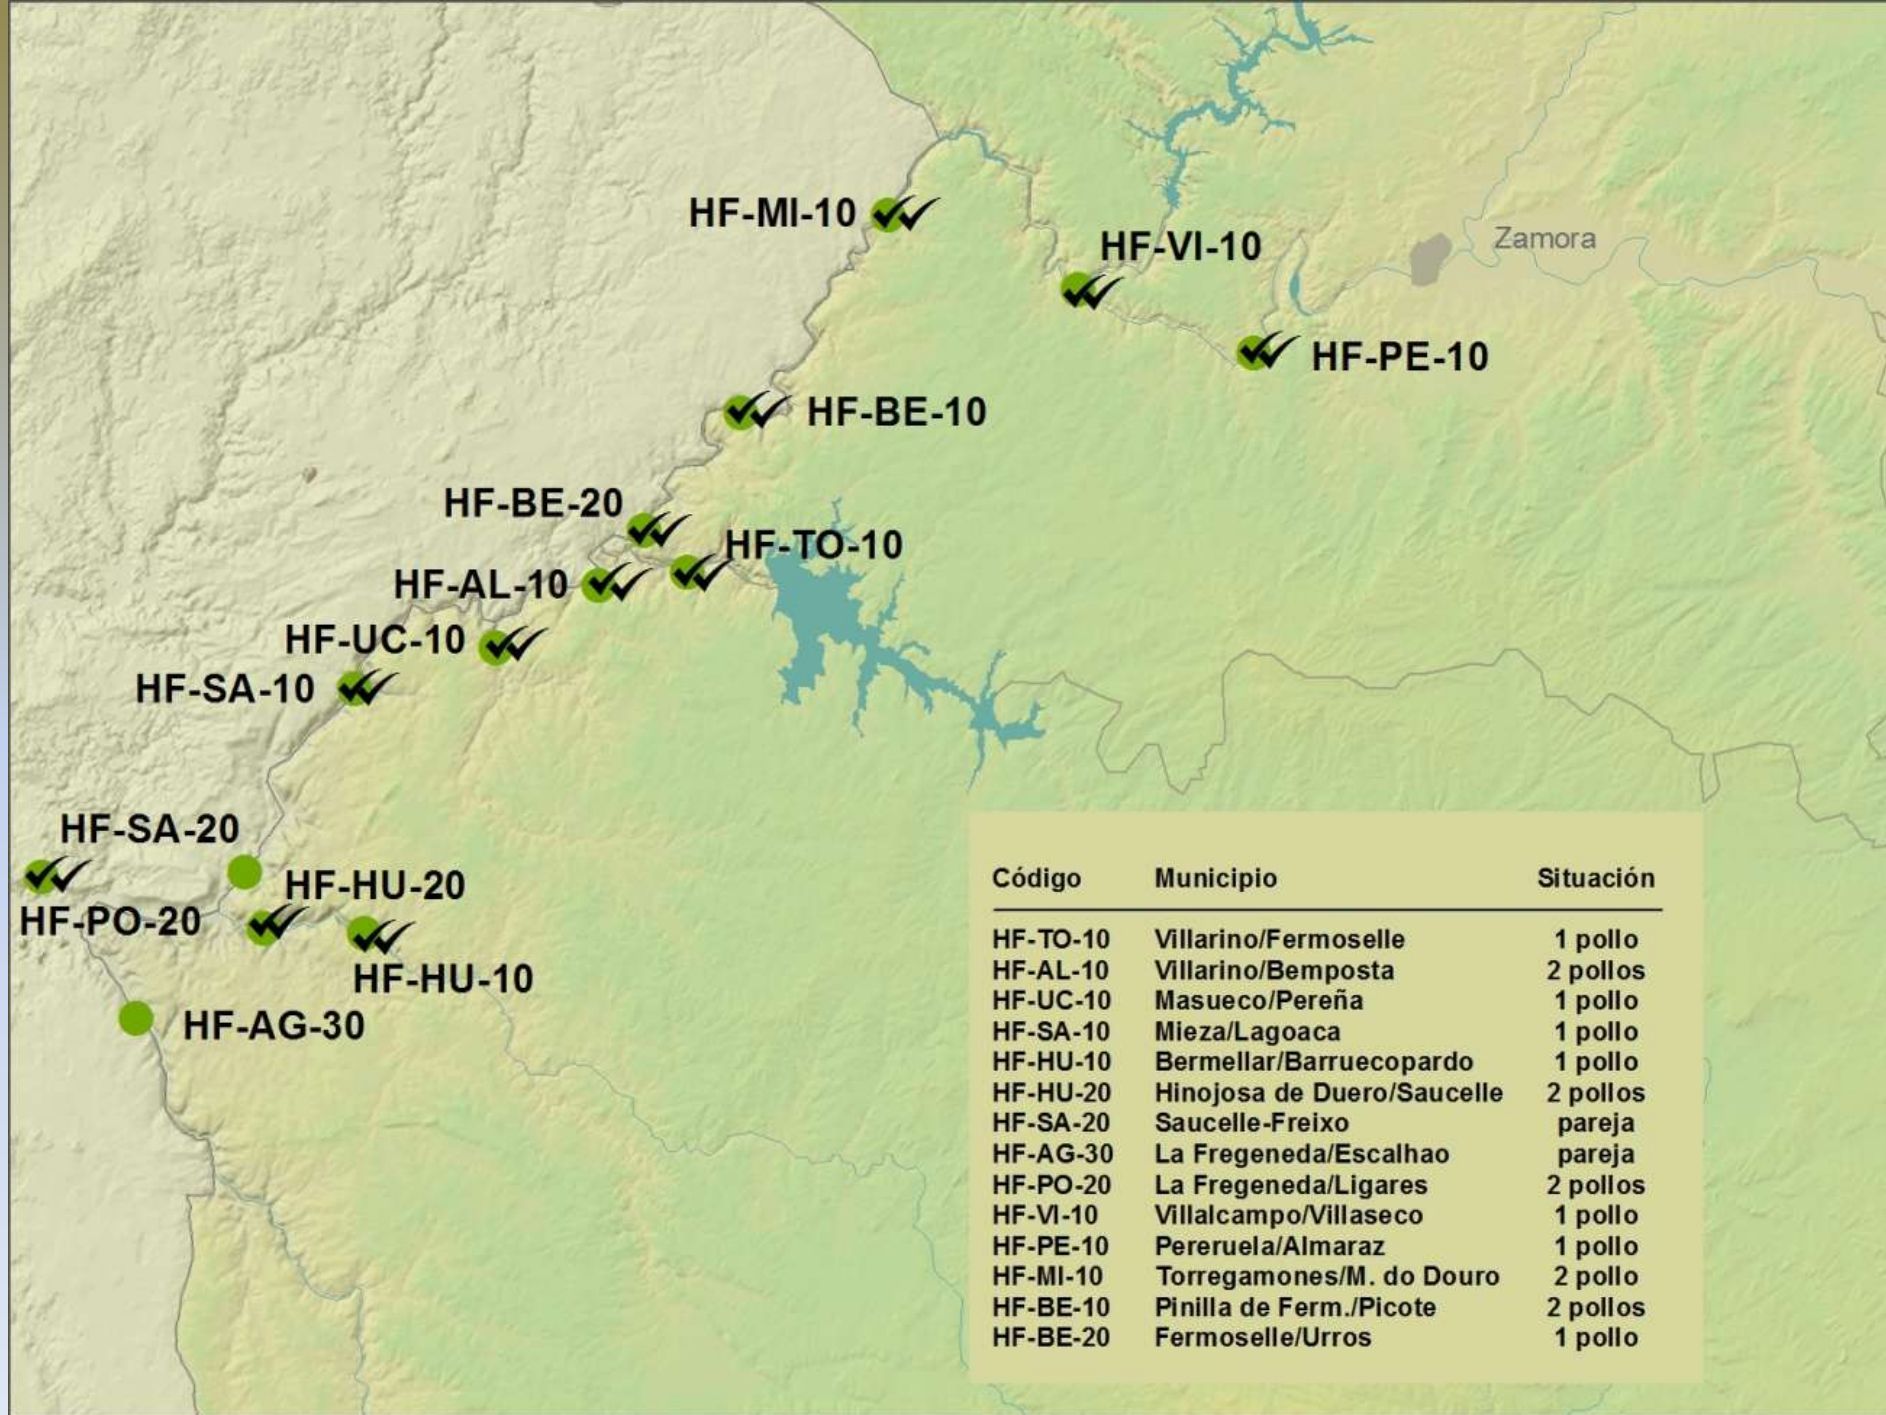 HF-MI-10
HF-VI-10
Zamora
HF-PE-10
HF-BE-10
HF-BE-20
HF-TO-10
HF-AL-10
HF-UC-10
HF-SA-10
HF-SA-20
HF-HU-20
HF-PO-20
HF-HU-10
HF-AG-30
Código Municipio Situación
HF-TO-10 Villarino/Fermoselle 1 pollo
HF-AL-10 Villarino/Bemposta 2 pollos
HF-UC-10 Masueco/Pereña 1 pollo
HF-SA-10 Mieza/Lagoaca 1 pollo
HF-HU-10 Bermellar/Barruecopardo 1 pollo
HF-HU-20 Hinojosa de Duero/Saucelle 2 pollos
HF-SA-20 Saucelle-Freixo pareja
HF-AG-30 La Fregeneda/Escalhao pareja
HF-PO-20 La Fregeneda/Ligares 2 pollos
HF-VI-10 Villalcampo/Villaseco 1 pollo
HF-PE-10 Pereruela/Almaraz 1 pollo
HF-MI-10 Torregamones/M. do Douro 2 pollo
HF-BE-10 Pinilla de Ferm./Picote 2 pollos
HF-BE-20 Fermoselle/Urros 1 pollo